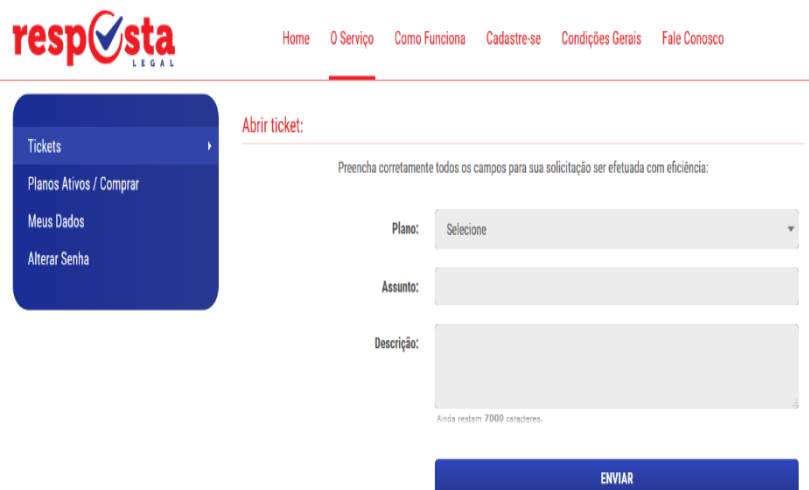 resp sta
LEGAL
Home O Serviço Como Funciona Cadastre-se Condições Gerais Fale Conosco
Tickets
Planos Ativos / Comprar
Meus Dados
Alterar Senha
Abrir ticket:
Preencha corretamente todos os campos para sua solicitação ser efetuada com eficiência:
Plano: Selecione
Assunto:
Descrição:
Ainda restam 7000 caracteres.
ENVIAR